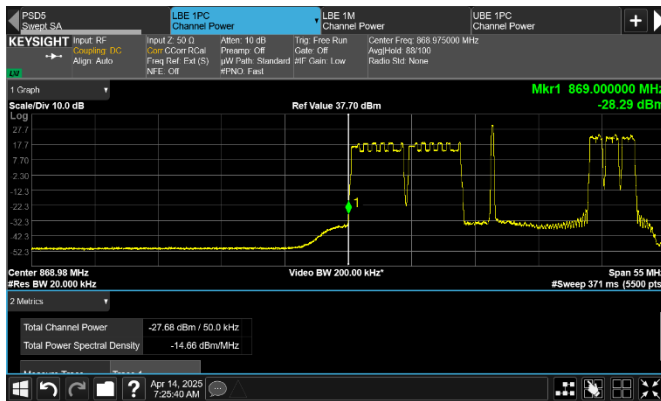 PSD5
Swept SA
LBE 1PC
Channel Power
LBE 1M
Channel Power
UBE 1PC
Channel Power
+
KEYSIGHT
Input: RF
Coupling: DC
Align: Auto
Input Z: 50 Ω
Corr CCorr RCal
Freq Ref: Ext (S)
NFE: Off
Atten: 10 dB
Preamp: Off
µW Path: Standard
#PNO: Fast
Trig: Free Run
Gate: Off
#IF Gain: Low
Center Freq: 868.975000 MHz
Avg|Hold: 88/100
Radio Std: None
1 Graph
Mkr1 869.000000 MHz
-28.29 dBm
Scale/Div 10.0 dB
Ref Value 37.70 dBm
Log
27.7
17.7
7.70
-2.30
-12.3
-22.3
-32.3
-42.3
-52.3
1
Center 868.98 MHz
#Res BW 20.000 kHz
Video BW 200.00 kHz*
Span 55 MHz
#Sweep 371 ms (5500 pts)
2 Metrics
Total Channel Power -27.68 dBm / 50.0 kHz
Total Power Spectral Density -14.66 dBm/MHz
?
Apr 14, 2025
7:25:40 AM